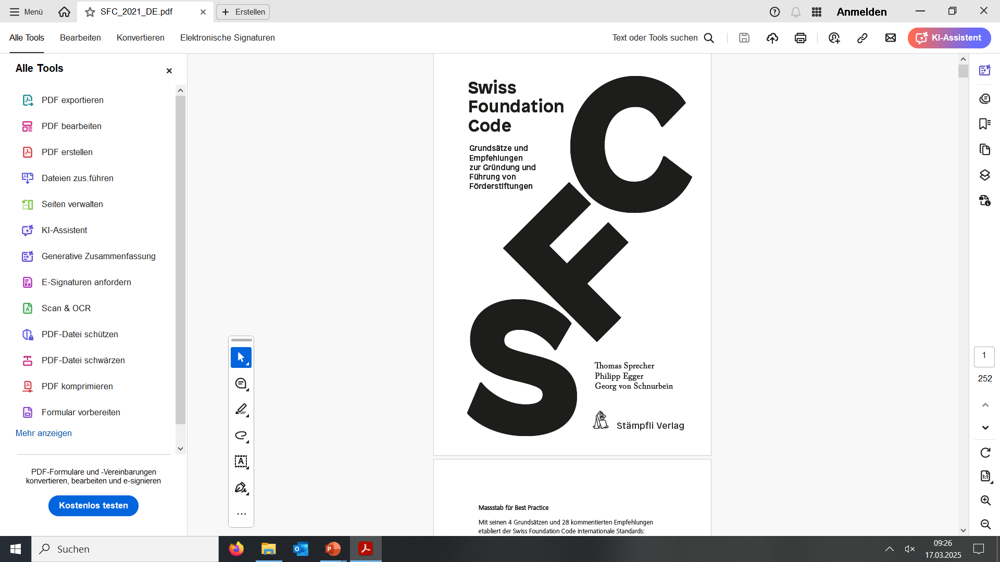 Menü
SFC_2021_DE.pdf
Erstellen
Anmelden
Alle Tools
Bearbeiten
Konvertieren
Elektronische Signaturen
Text oder Tools suchen
KI-Assistent
Alle Tools
PDF exportieren
PDF bearbeiten
PDF erstellen
Dateien zus.führen
Seiten verwalten
KI-Assistent
Generative Zusammenfassung
E-Signaturen anfordern
Scan & OCR
PDF-Datei schützen
PDF-Datei schwärzen
PDF komprimieren
Formular vorbereiten
Mehr anzeigen
PDF-Formulare und -Vereinbarungen
konvertieren, bearbeiten und e-signieren
Kostenlos testen
Swiss
Foundation
Code
Grundsätze und
Empfehlungen
zur Gründung und
Führung von
Förderstiftungen
C
F
S
Thomas Sprecher
Philipp Egger
Georg von Schnurbein
Stämpfli Verlag
Massstab für Best Practice
Mit seinen 4 Grundsätzen und 28 kommentierten Empfehlungen
etabliert der Swiss Foundation Code internationale Standards:
1
252
Suchen
09:26
17.03.2025